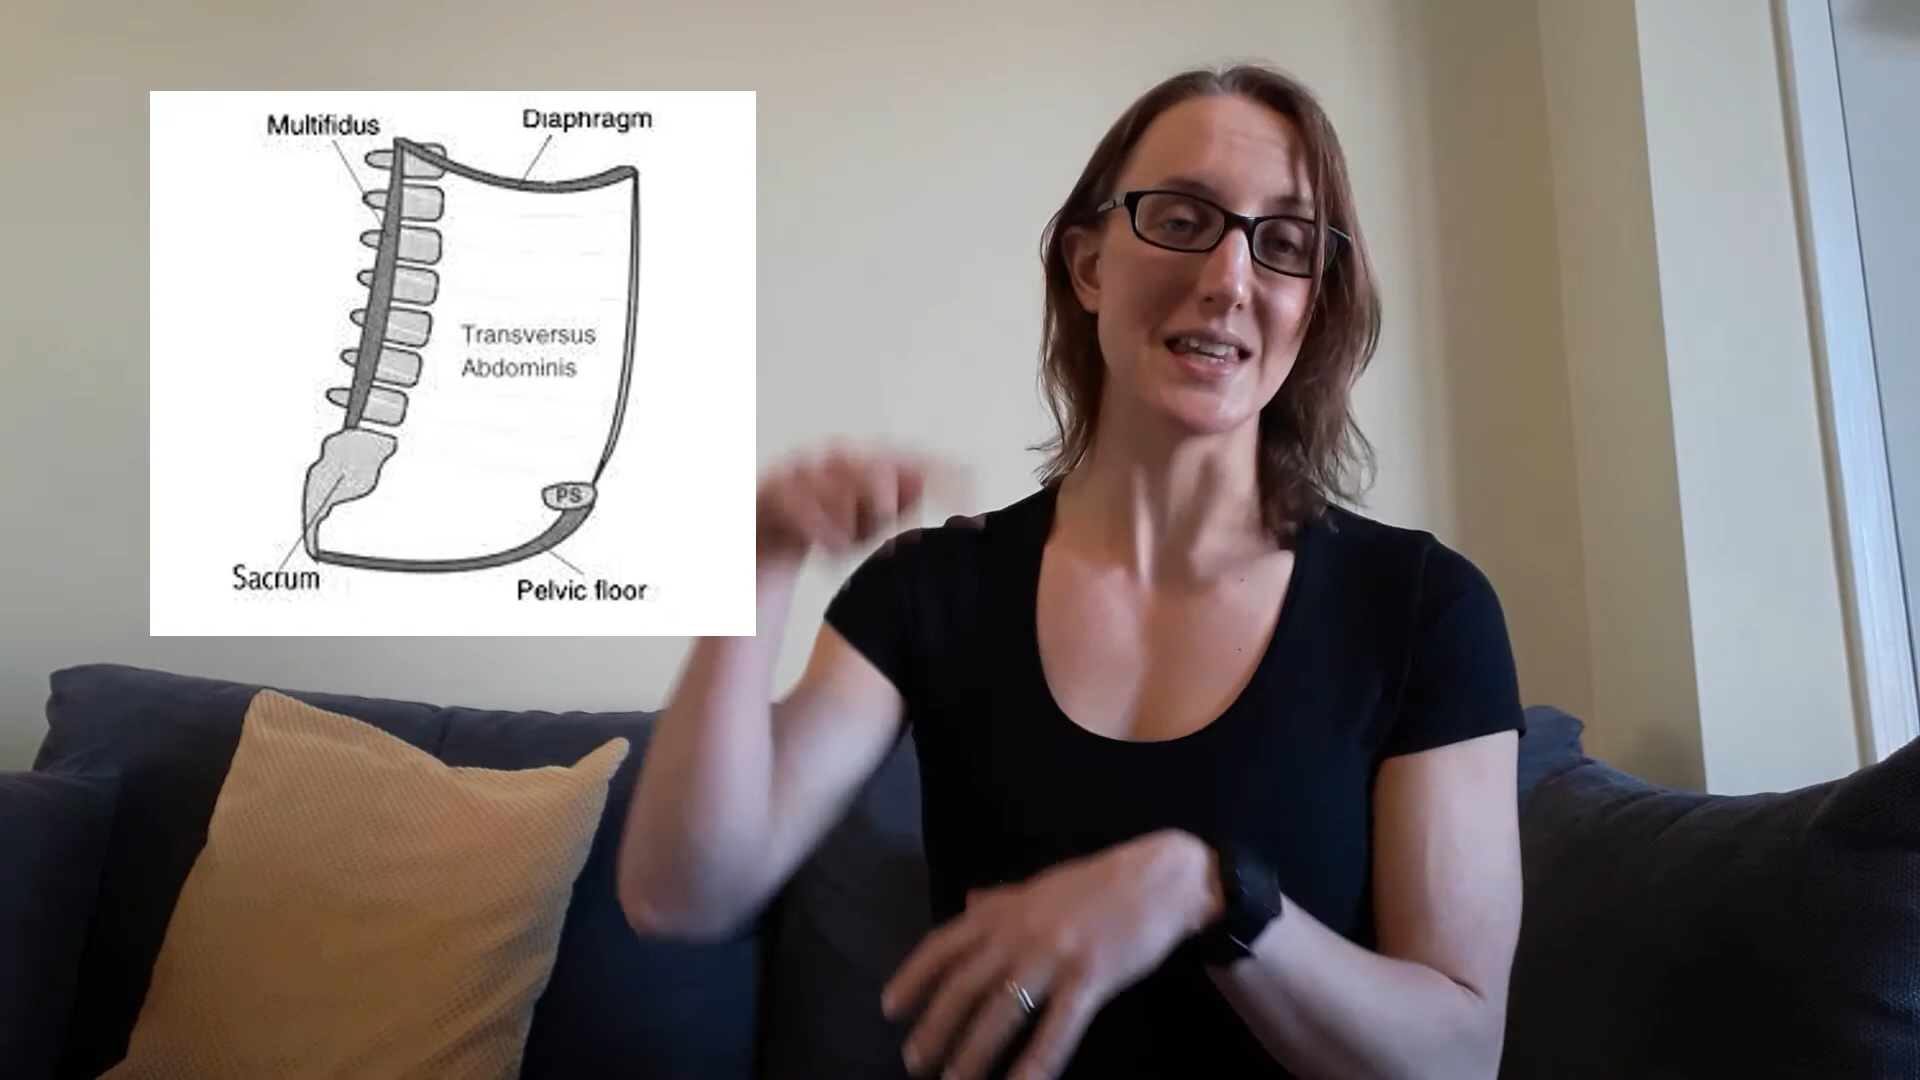 Multifidus
Diaphragm
Transversus
Abdominis
PS
Sacrum
Pelvic floor